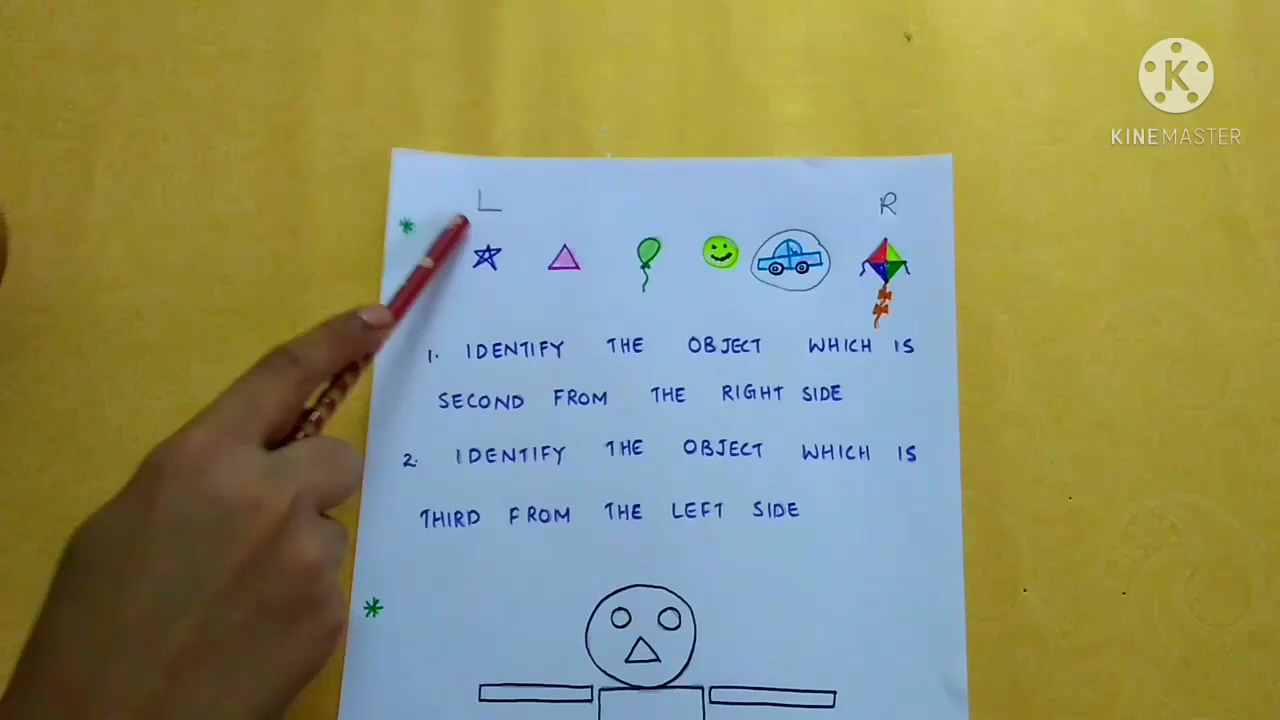 K
KINEMASTER
L R
1. IDENTIFY THE OBJECT WHICH IS
SECOND FROM THE RIGHT SIDE
2. IDENTIFY THE OBJECT WHICH IS
THIRD FROM THE LEFT SIDE